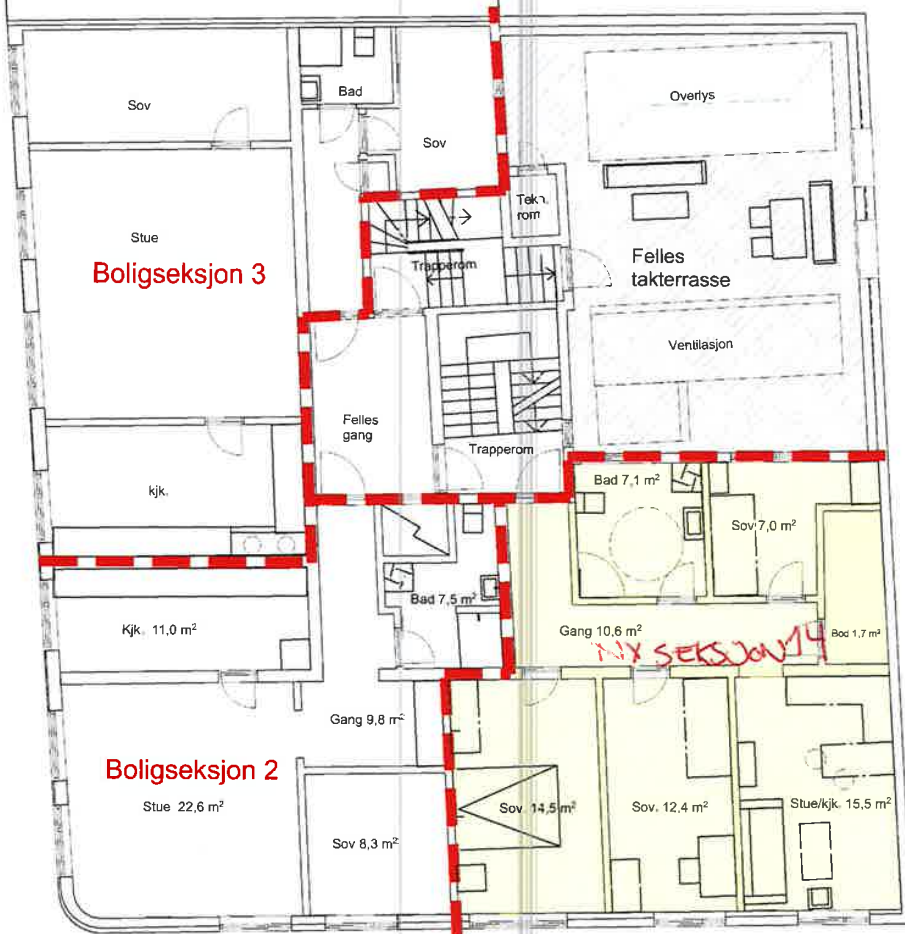 Sov
Bad
Sov
Overlys
Tekn.
rom
Stue
Boligseksjon 3
Trapperom
Felles
takterrasse
Ventilasjon
Felles
gang
Trapperom
kjk.
Bad 7,1 m²
Sov 7,0 m²
Bad 7,5 m²
Kjk. 11,0 m²
Gang 10,6
Bod 1,7 m²
NY SEKSJON 14
Gang 9,8 m²
Boligseksjon 2
Stue 22,6 m²
Sov 8,3 m²
Sov. 14,5 m²
Sov. 12,4 m²
Stue/kjk. 15,5 m²